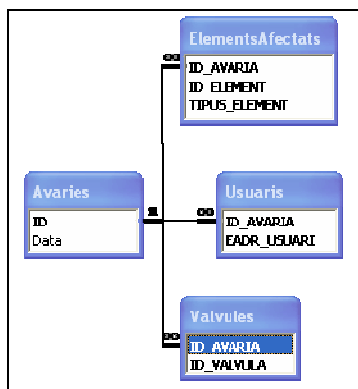 ElementsAfectats
ID_AVARIA
ID_ELEMENT
TIPUS_ELEMENT
Avaries
ID
Data
1
∞
∞
Usuaris
ID_AVARIA
EADR_USUARI
∞
Valvules
ID_AVARIA
ID_VALVULA